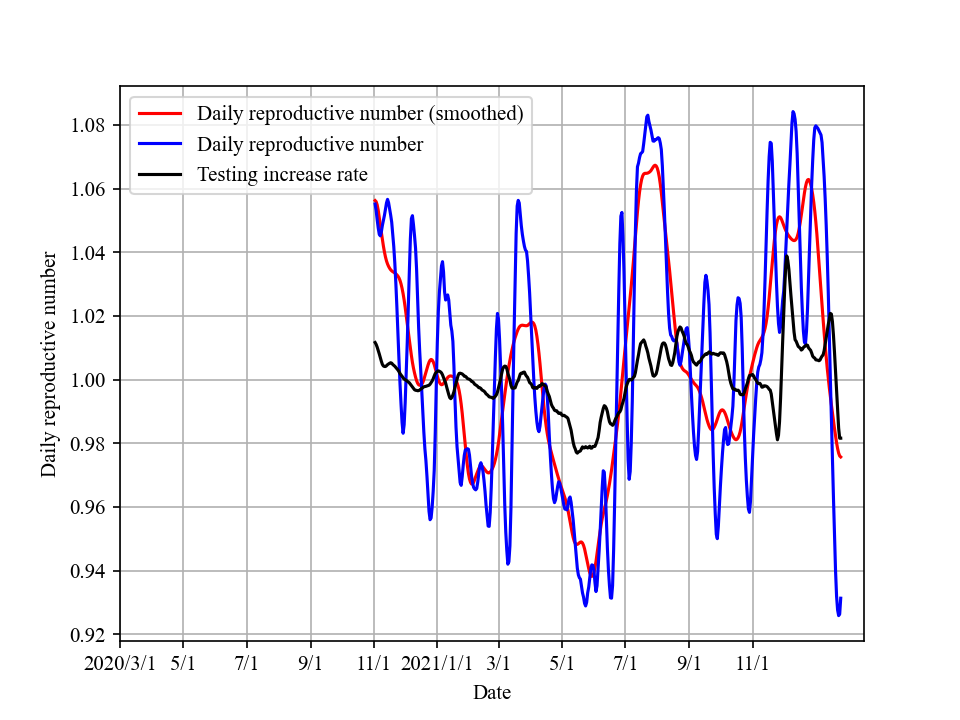 Daily reproductive number (smoothed)
Daily reproductive number
Testing increase rate
1.08
1.06
1.04
1.02
1.00
0.98
0.96
0.94
0.92
Daily reproductive number
2020/3/1 5/1 7/1 9/1 11/1 2021/1/1 3/1 5/1 7/1 9/1 11/1
Date